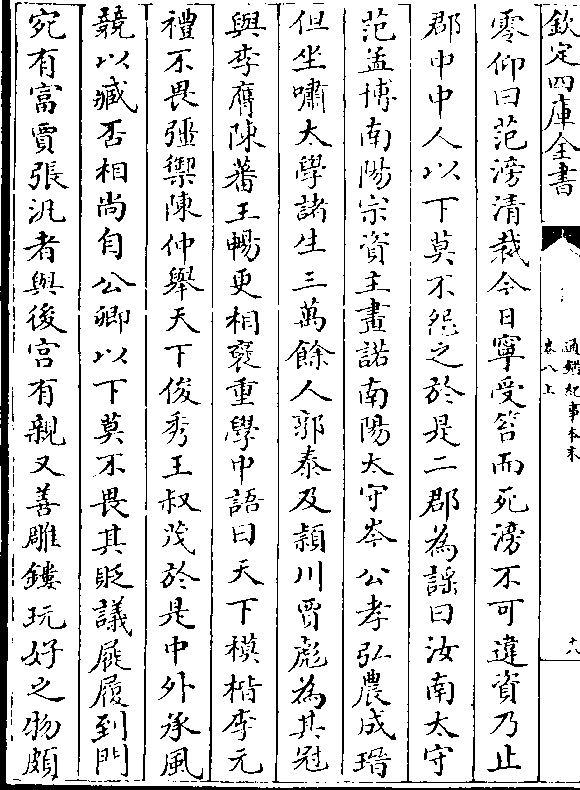 欽定四庫全書
通鑑紀事本末
卷八上
十八
零仰曰范滂清裁今日寧受笞而死滂不可違資乃止
郡中中人以下莫不怨之於是二郡為謡曰汝南太守
范孟博南陽宗資主畫諾南陽太守岑公孝弘農成瑨
但坐嘯太學諸生三萬餘人郭泰及潁川賈彪為其冠
與李膺陳蕃王暢更相襃重學中語曰天下模楷李元
禮不畏彊禦陳仲舉天下俊秀王叔茂於是中外承風
競以臧否相尚自公卿以下莫不畏其貶議屣履到門
宛有富賈張汎者與後宫有親又善雕鏤玩好之物頗